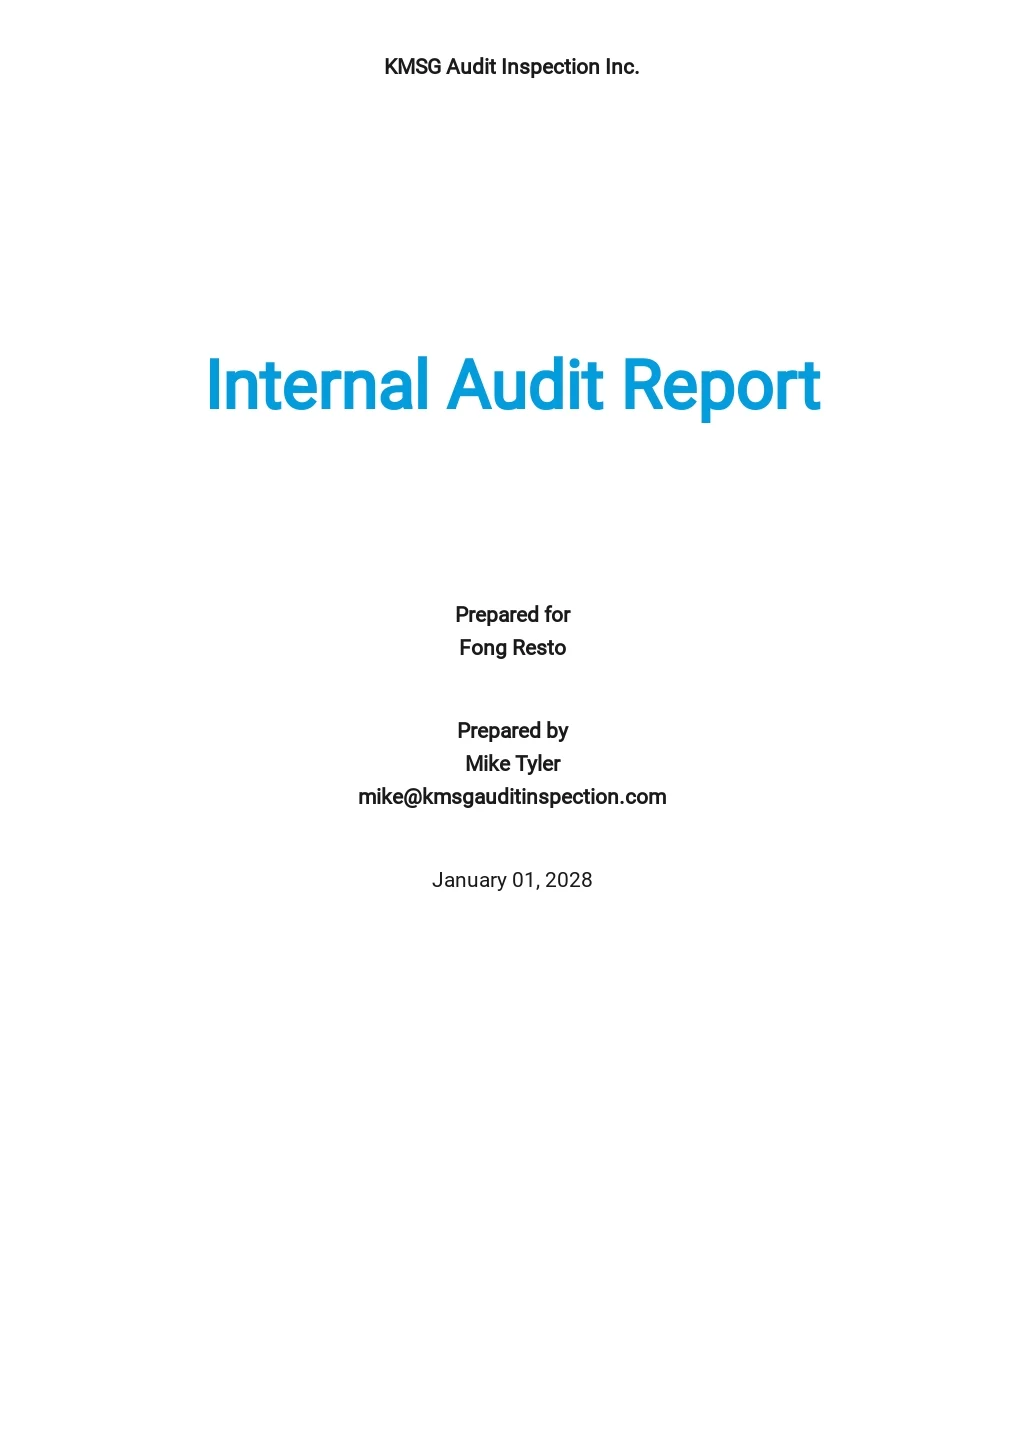 KMSG Audit Inspection Inc.
Internal Audit Report
Prepared for
Fong Resto
Prepared by
Mike Tyler
mike@kmsgauditinspection.com
January 01, 2028